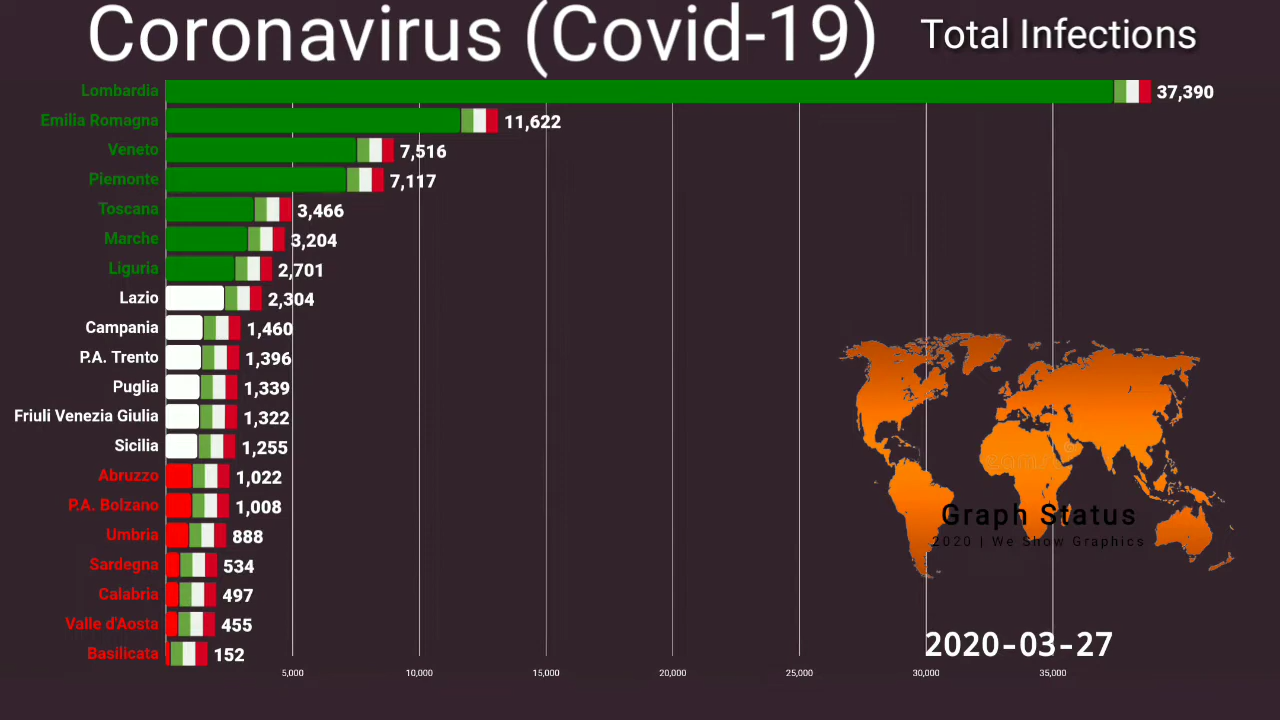 Coronavirus (Covid-19)
Total Infections
Lombardia 37,390
Emilia Romagna 11,622
Veneto 7,516
Piemonte 7,117
Toscana 3,466
Marche 3,204
Liguria 2,701
Lazio 2,304
Campania 1,460
P.A. Trento 1,396
Puglia 1,339
Friuli Venezia Giulia 1,322
Sicilia 1,255
Abruzzo 1,022
P.A. Bolzano 1,008
Umbria 888
Sardegna 534
Calabria 497
Valle d'Aosta 455
Basilicata 152
Graph Status
2020 | We Show Graphics
2020-03-27
5,000 10,000 15,000 20,000 25,000 30,000 35,000